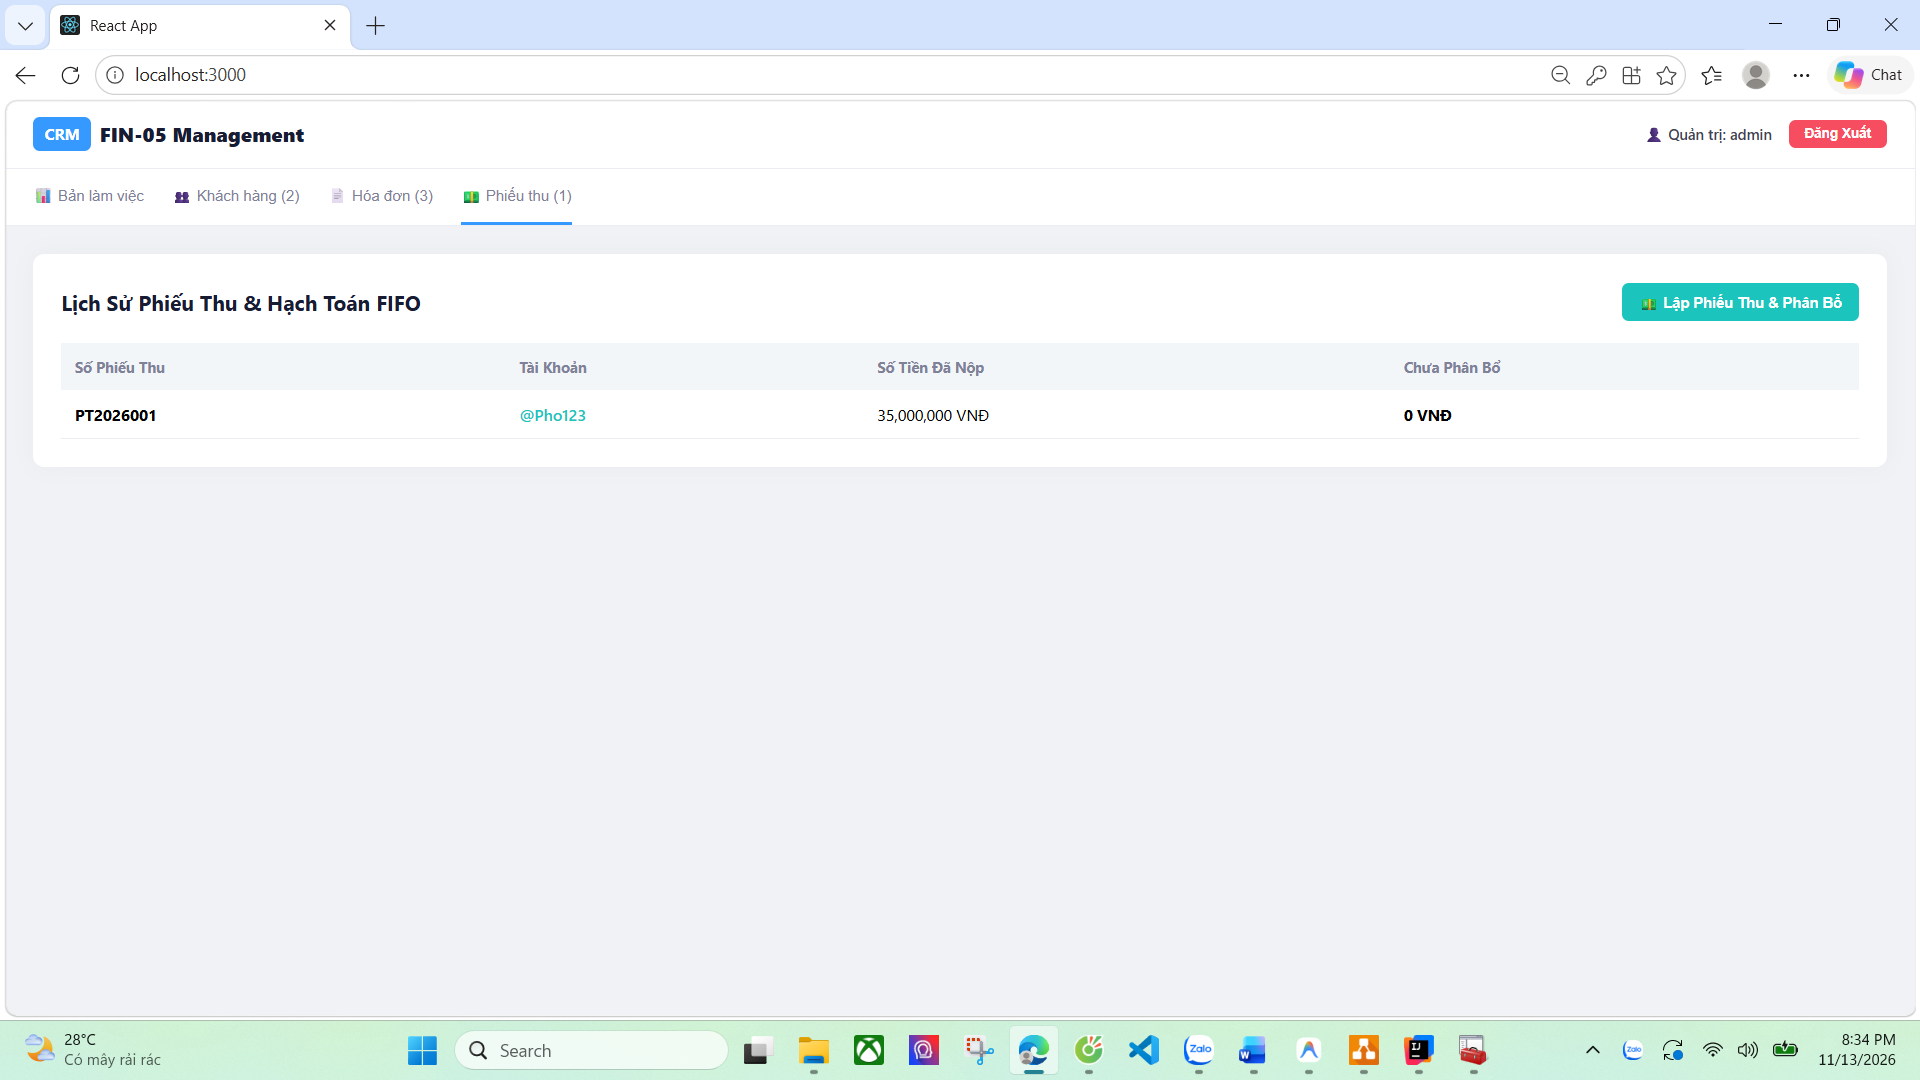 React App
localhost:3000
Chat
CRM FIN-05 Management
Quản trị: admin
Đăng Xuất
Bản làm việc
Khách hàng (2)
Hóa đơn (3)
Phiếu thu (1)
Lịch Sử Phiếu Thu & Hạch Toán FIFO
Lập Phiếu Thu & Phân Bổ
Số Phiếu Thu Tài Khoản Số Tiền Đã Nộp Chưa Phân Bổ
PT2026001 @Pho123 35,000,000 VNĐ 0 VNĐ
28°C
Có mây rải rác
Search
Zalo
Zalo
8:34 PM
11/13/2026